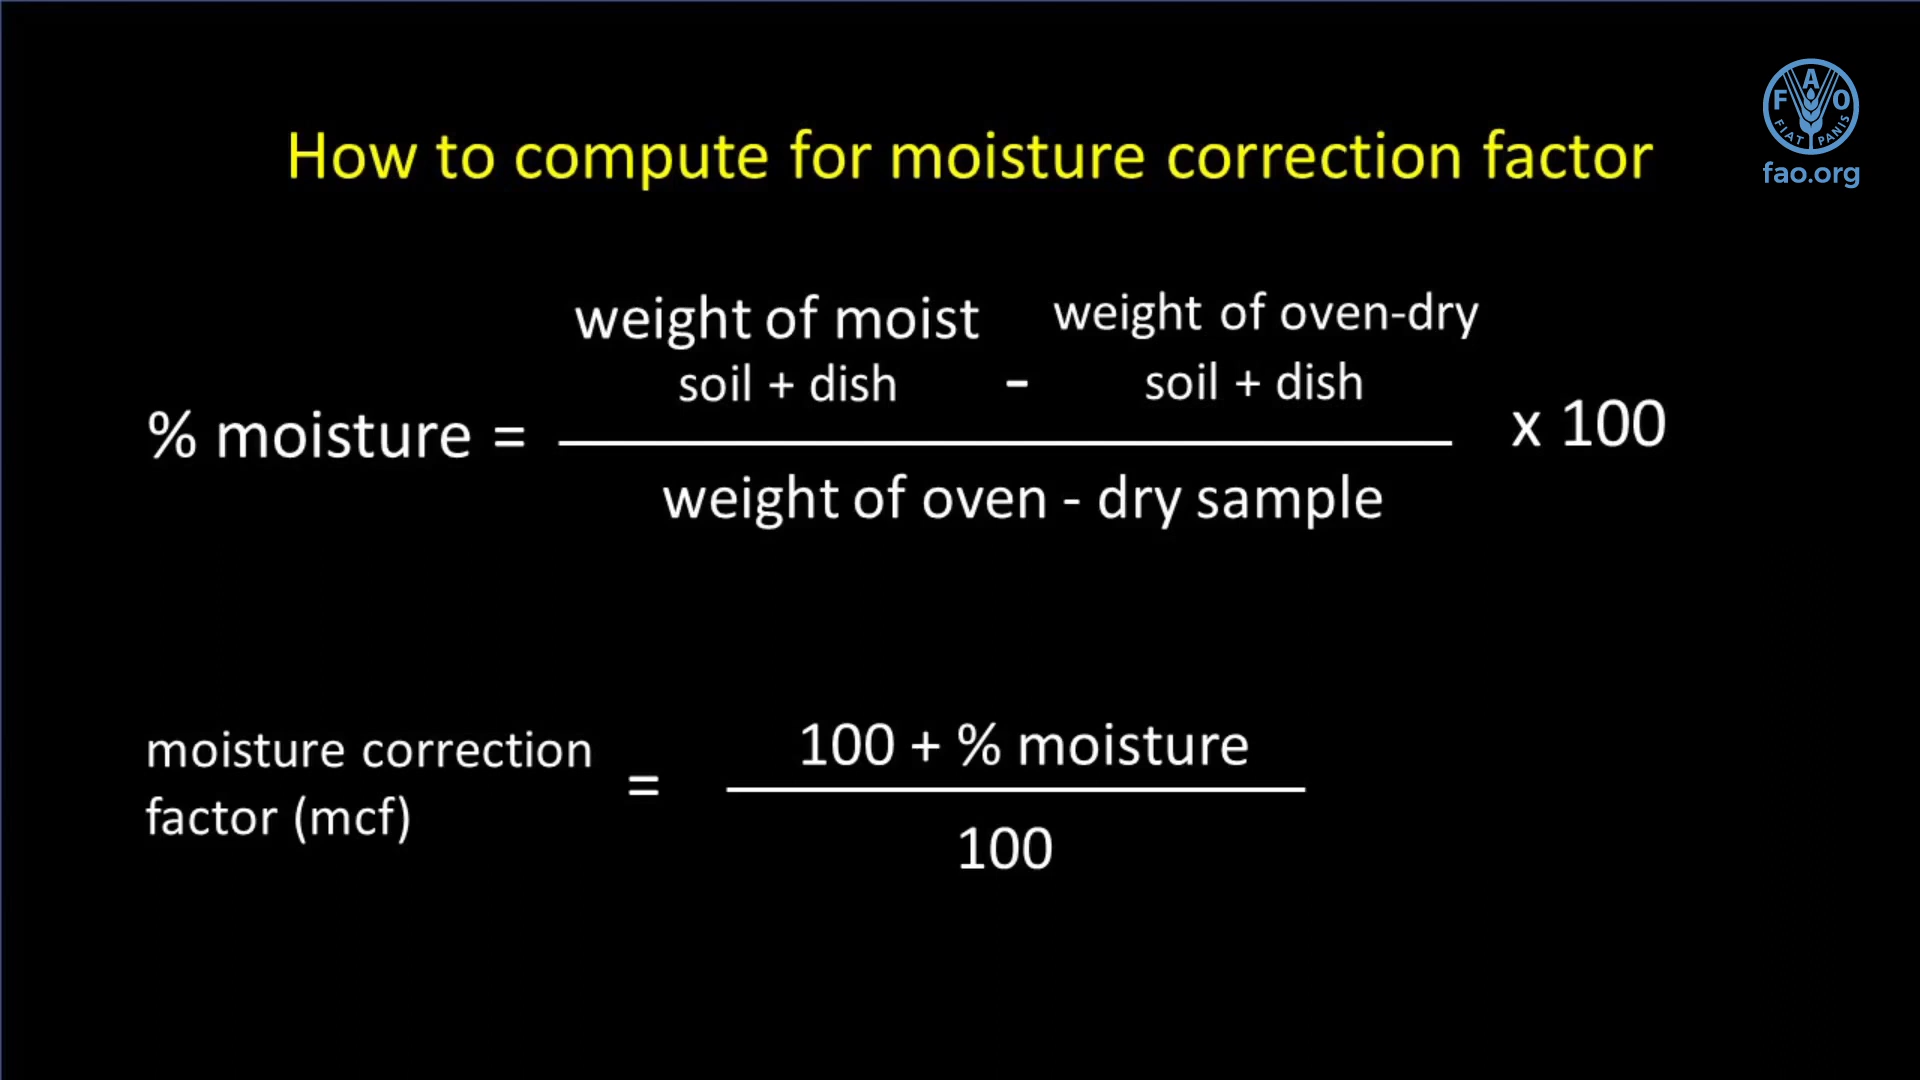 F A O
FIAT PANIS
fao.org
How to compute for moisture correction factor
weight of moist
soil + dish
-
weight of oven-dry
soil + dish
% moisture =
x 100
weight of oven - dry sample
moisture correction
factor (mcf)
=
100 + % moisture
100